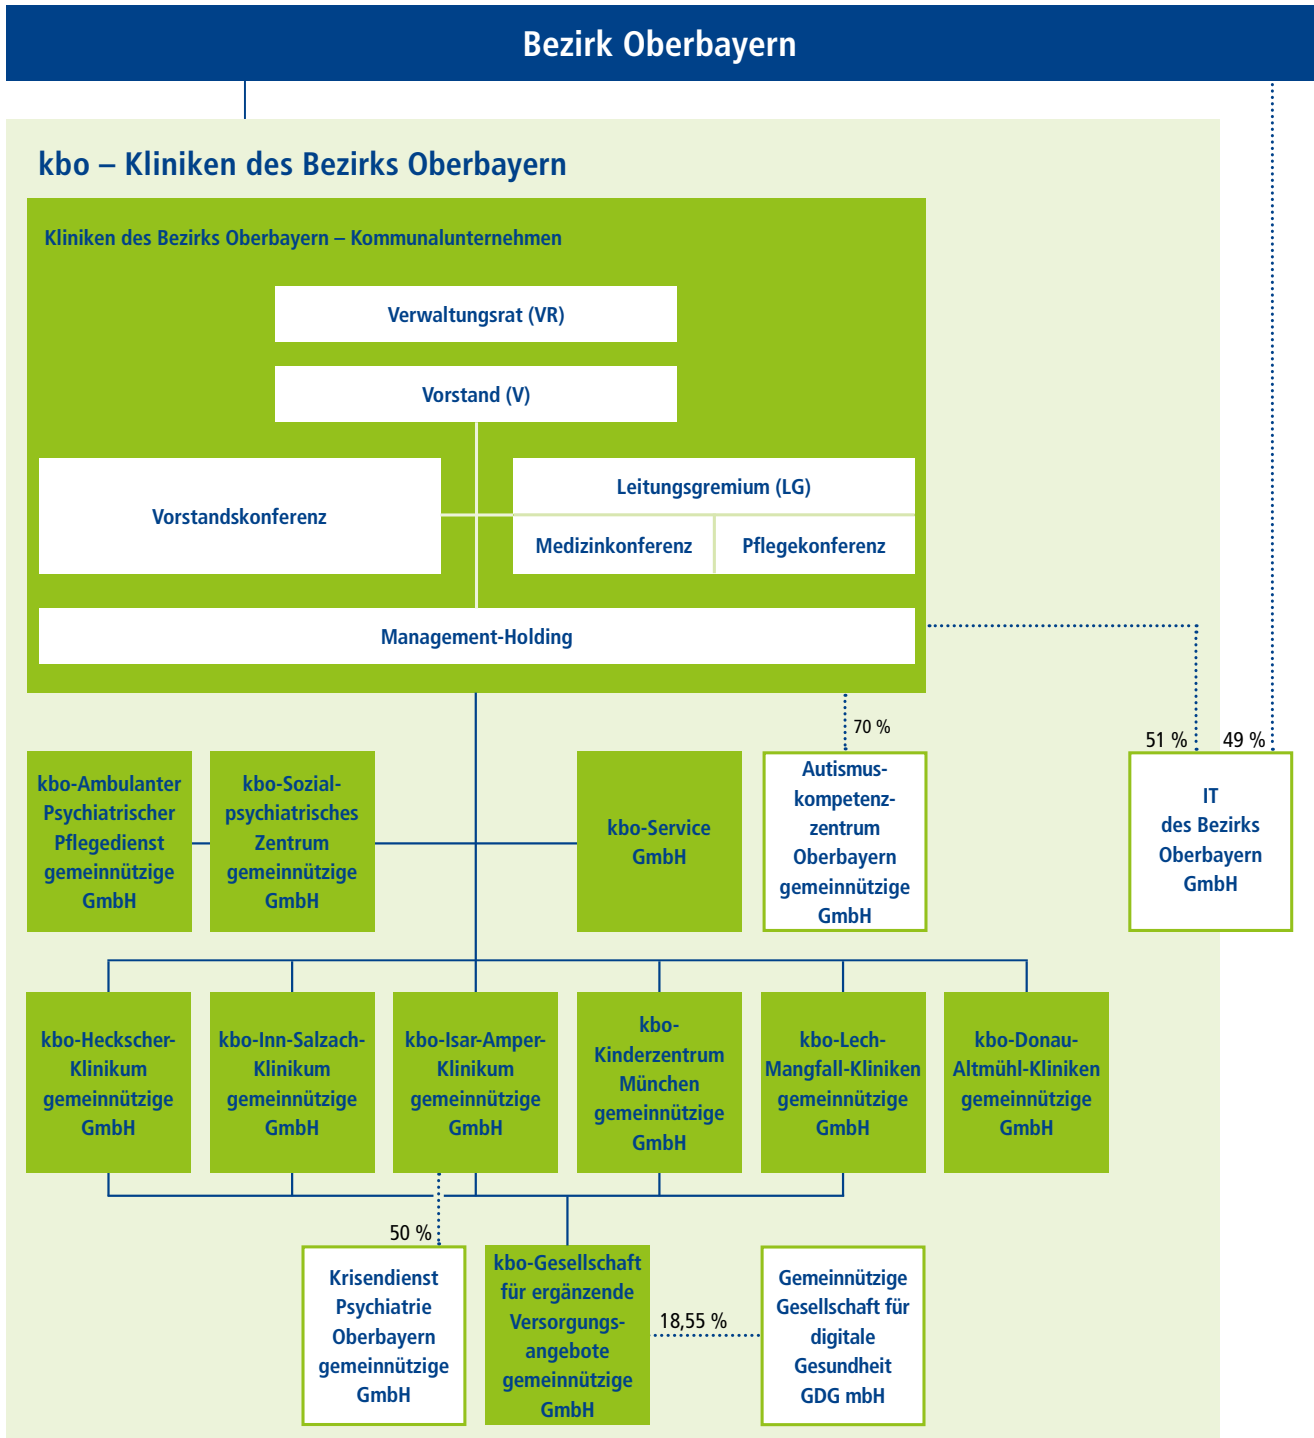 Bezirk Oberbayern
kbo – Kliniken des Bezirks Oberbayern
Kliniken des Bezirks Oberbayern – Kommunalunternehmen
Verwaltungsrat (VR)
Vorstand (V)
Vorstandskonferenz
Leitungsgremium (LG)
Medizinkonferenz
Pflegekonferenz
Management-Holding
70 %
51 %
49 %
kbo-Ambulanter
Psychiatrischer
Pflegedienst
gemeinnützige
GmbH
kbo-Sozial-
psychiatrisches
Zentrum
gemeinnützige
GmbH
kbo-Service
GmbH
Autismus-
kompetenz-
zentrum
Oberbayern
gemeinnützige
GmbH
IT
des Bezirks
Oberbayern
GmbH
kbo-Heckscher-
Klinikum
gemeinnützige
GmbH
kbo-Inn-Salzach-
Klinikum
gemeinnützige
GmbH
kbo-Isar-Amper-
Klinikum
gemeinnützige
GmbH
kbo-
Kinderzentrum
München
gemeinnützige
GmbH
kbo-Lech-
Mangfall-Kliniken
gemeinnützige
GmbH
kbo-Donau-
Altmühl-Kliniken
gemeinnützige
GmbH
50 %
Krisendienst
Psychiatrie
Oberbayern
gemeinnützige
GmbH
kbo-Gesellschaft
für ergänzende
Versorgungs-
angebote
gemeinnützige
GmbH
18,55 %
Gemeinnützige
Gesellschaft für
digitale
Gesundheit
GDG mbH